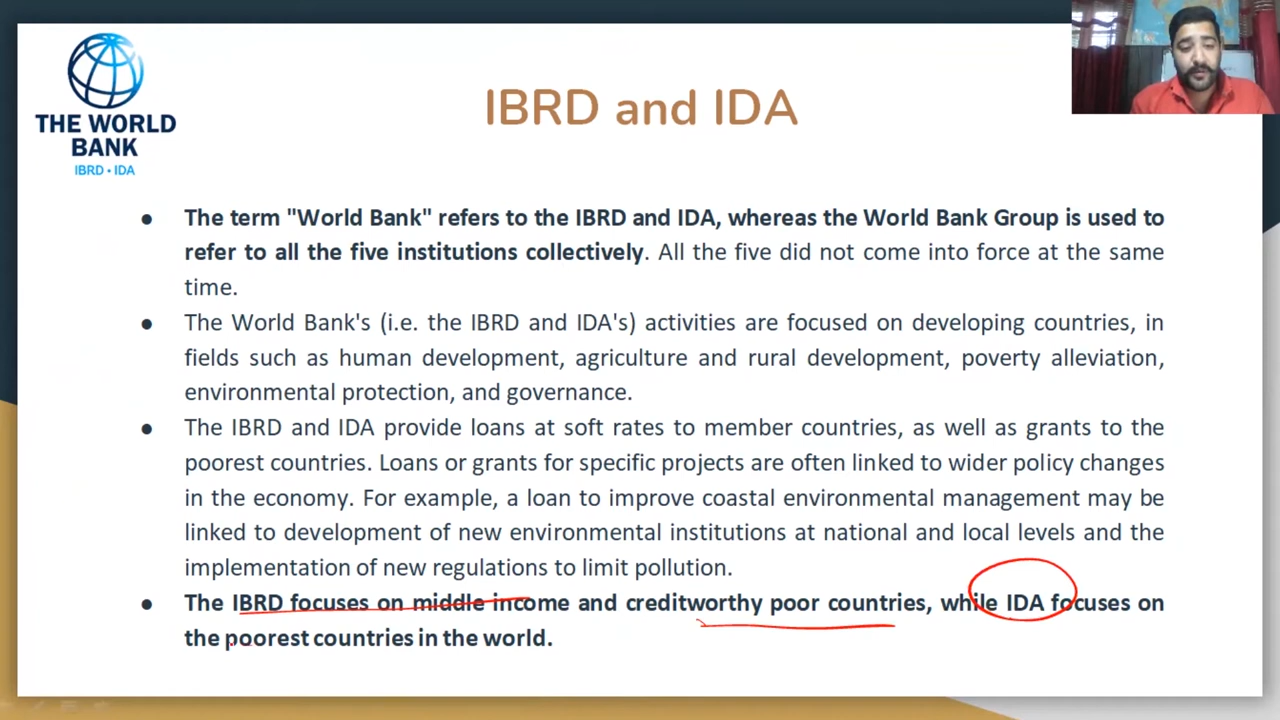 THE WORLD
BANK
IBRD • IDA
IBRD and IDA
● The term "World Bank" refers to the IBRD and IDA, whereas the World Bank Group is used to
refer to all the five institutions collectively. All the five did not come into force at the same
time.
● The World Bank's (i.e. the IBRD and IDA's) activities are focused on developing countries, in
fields such as human development, agriculture and rural development, poverty alleviation,
environmental protection, and governance.
● The IBRD and IDA provide loans at soft rates to member countries, as well as grants to the
poorest countries. Loans or grants for specific projects are often linked to wider policy changes
in the economy. For example, a loan to improve coastal environmental management may be
linked to development of new environmental institutions at national and local levels and the
implementation of new regulations to limit pollution.
● The IBRD focuses on middle income and creditworthy poor countries, while IDA focuses on
the poorest countries in the world.